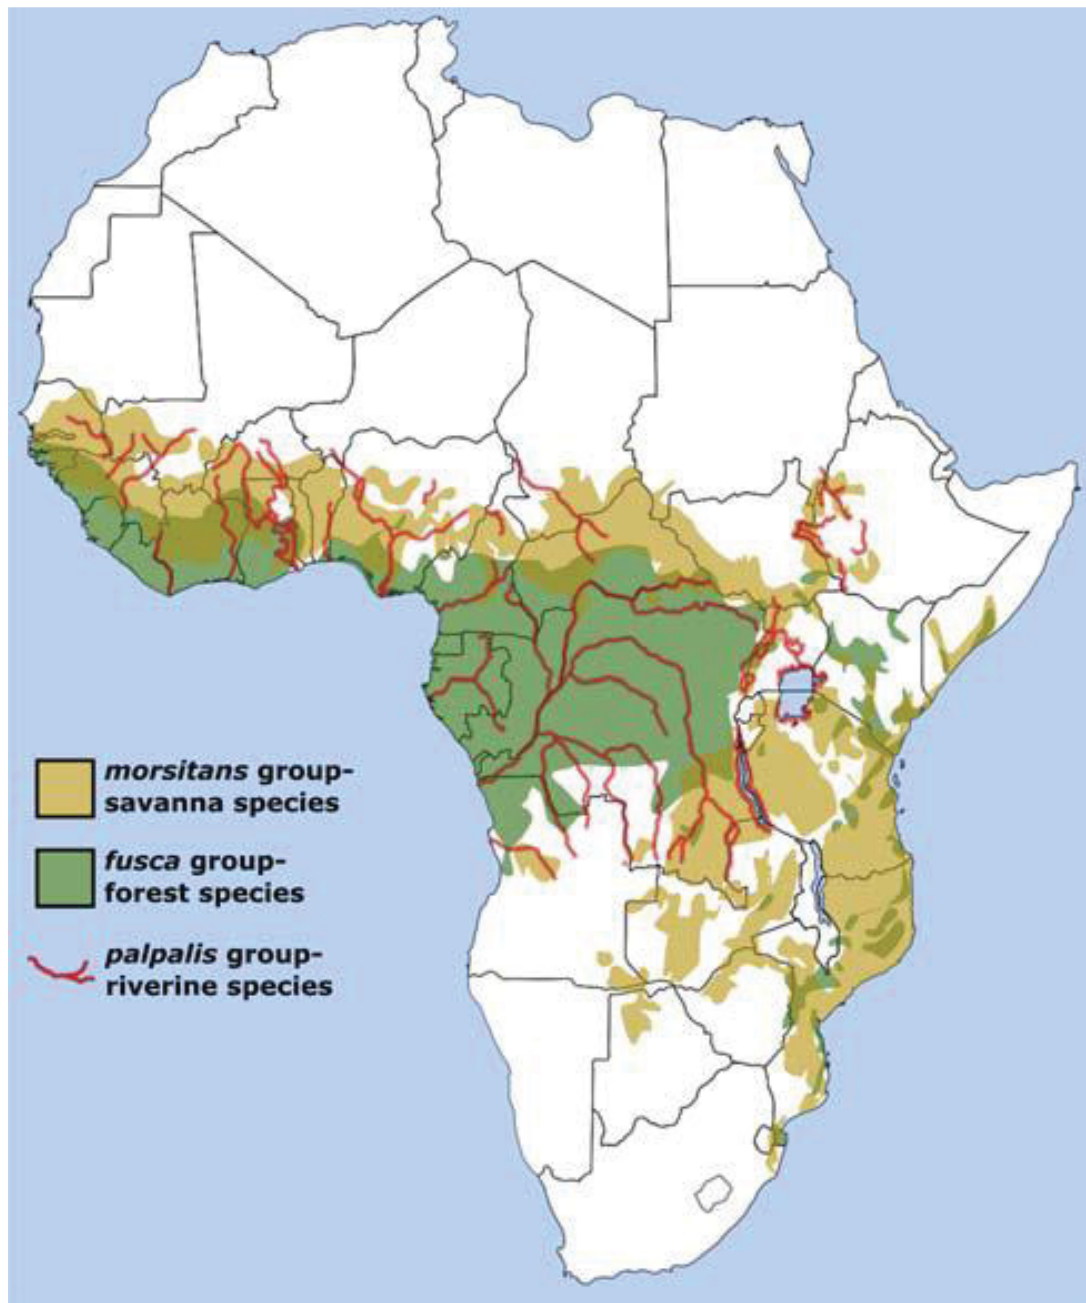 morsitans group-
savanna species
fusca group-
forest species
palpalis group-
riverine species